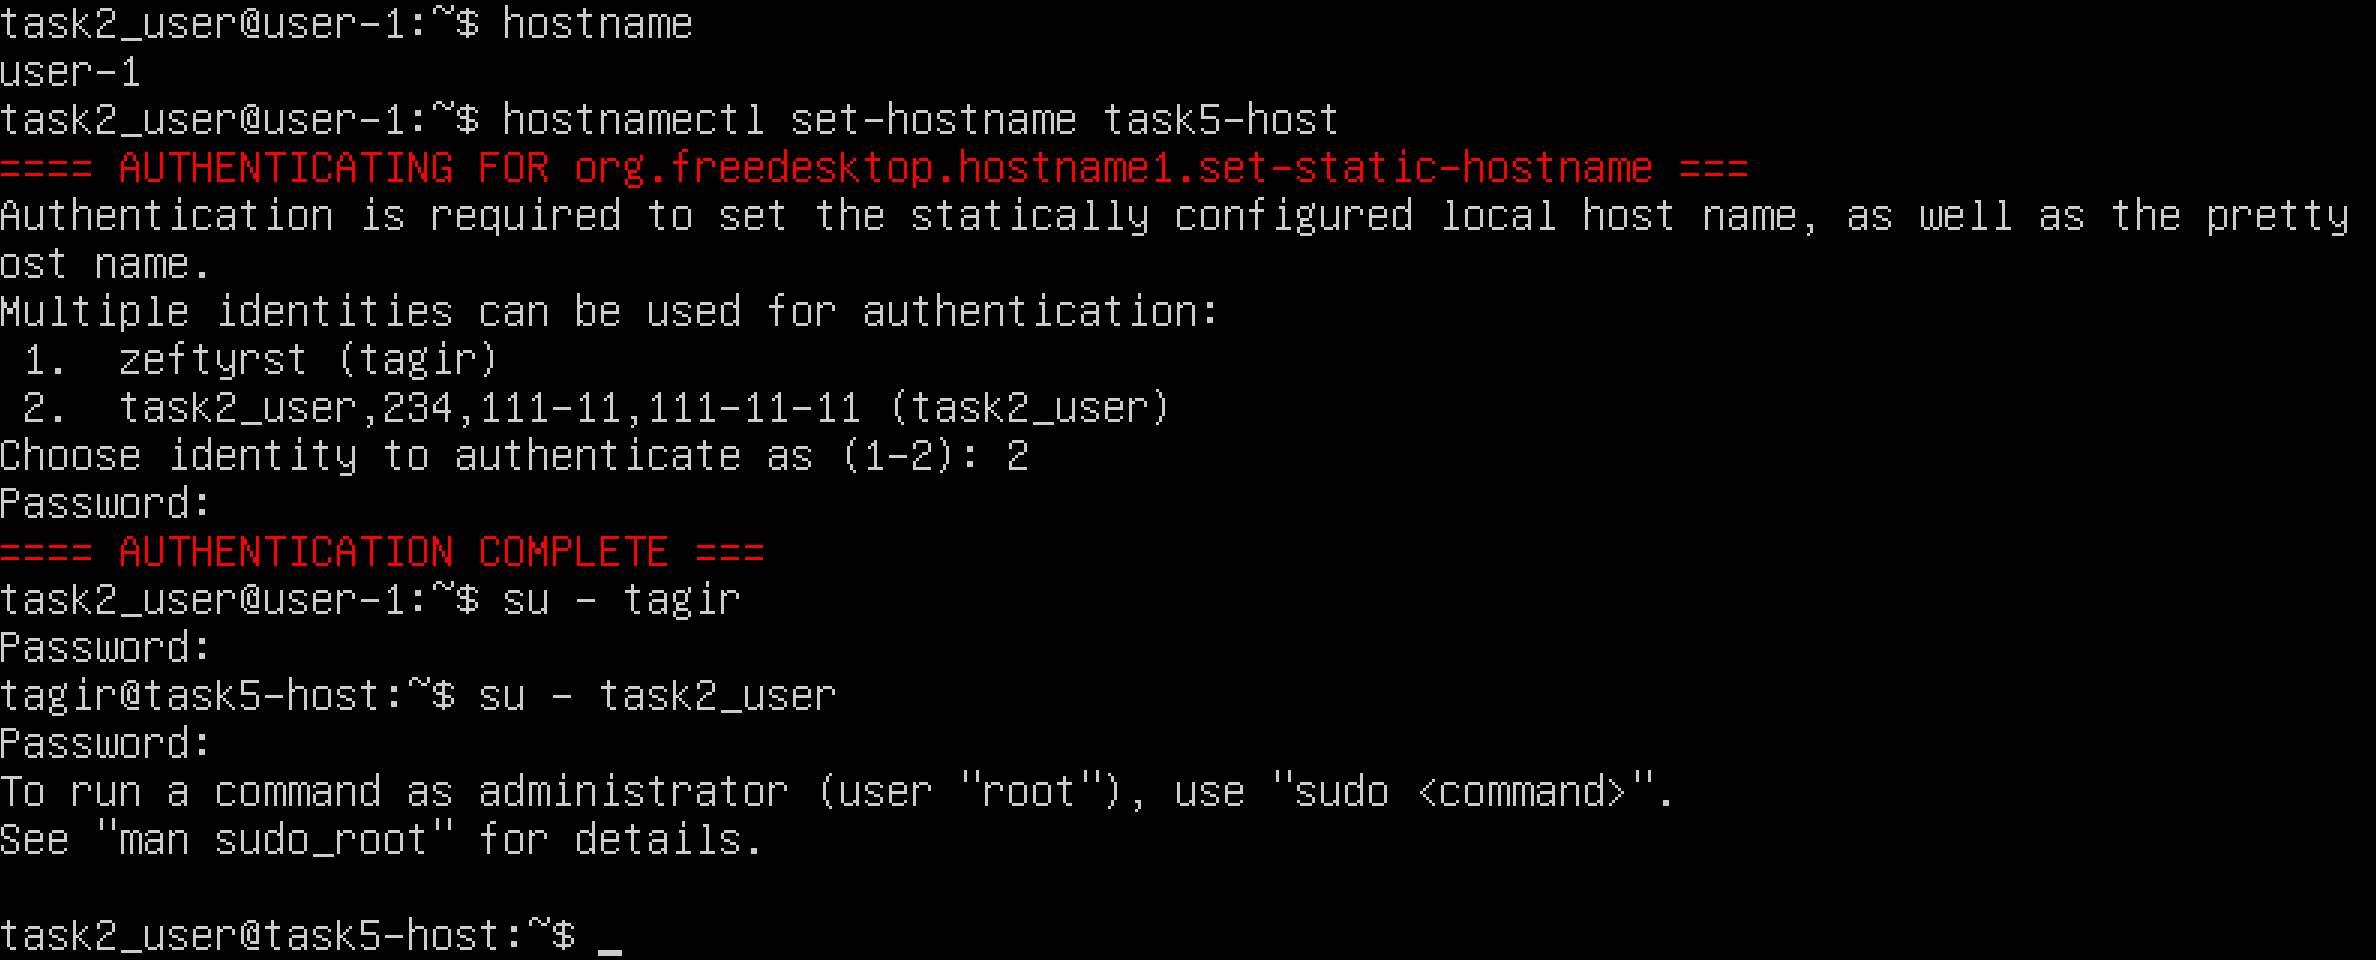 task2_user@user-1:~$ hostname
user-1
task2_user@user-1:~$ hostnamectl set-hostname task5-host
==== AUTHENTICATING FOR org.freedesktop.hostname1.set-static-hostname ===
Authentication is required to set the statically configured local host name, as well as the pretty
ost name.
Multiple identities can be used for authentication:
 1.  zeftyrst (tagir)
 2.  task2_user,234,111-11,111-11-11 (task2_user)
Choose identity to authenticate as (1-2): 2
Password:
==== AUTHENTICATION COMPLETE ===
task2_user@user-1:~$ su - tagir
Password:
tagir@task5-host:~$ su - task2_user
Password:
To run a command as administrator (user "root"), use "sudo <command>".
See "man sudo_root" for details.

task2_user@task5-host:~$ _